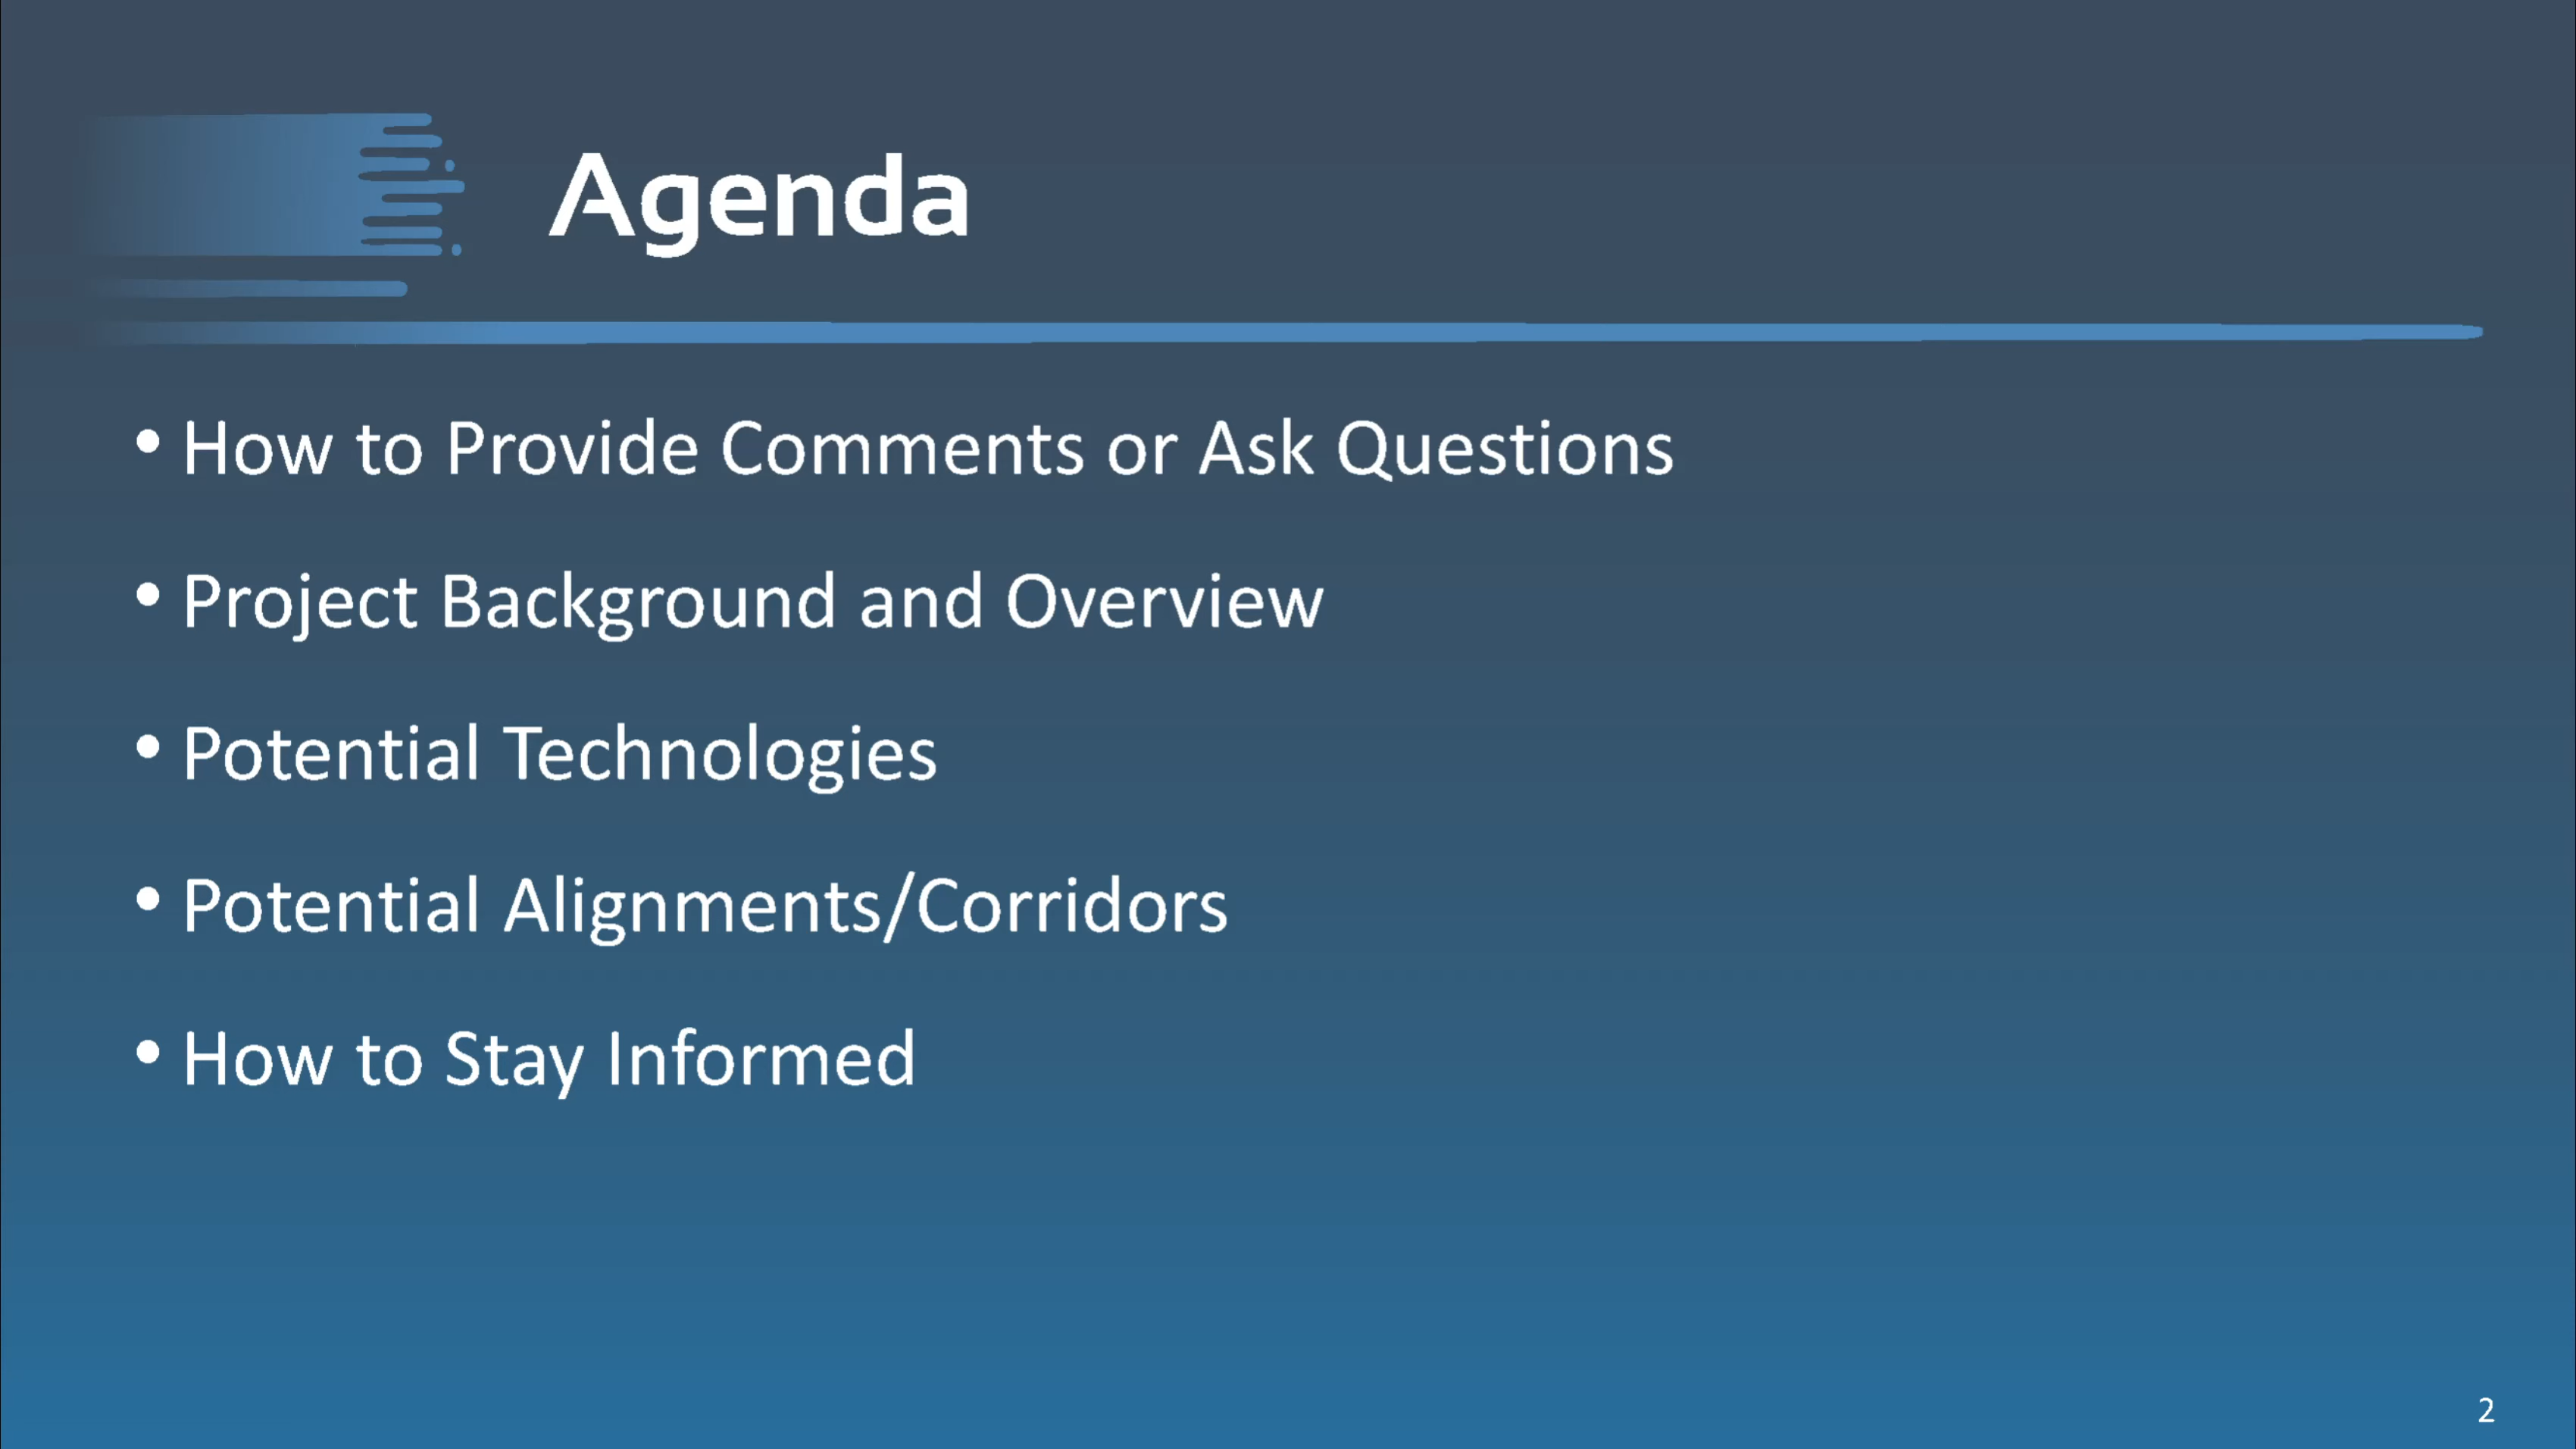 Agenda
• How to Provide Comments or Ask Questions
• Project Background and Overview
• Potential Technologies
• Potential Alignments/Corridors
• How to Stay Informed
2